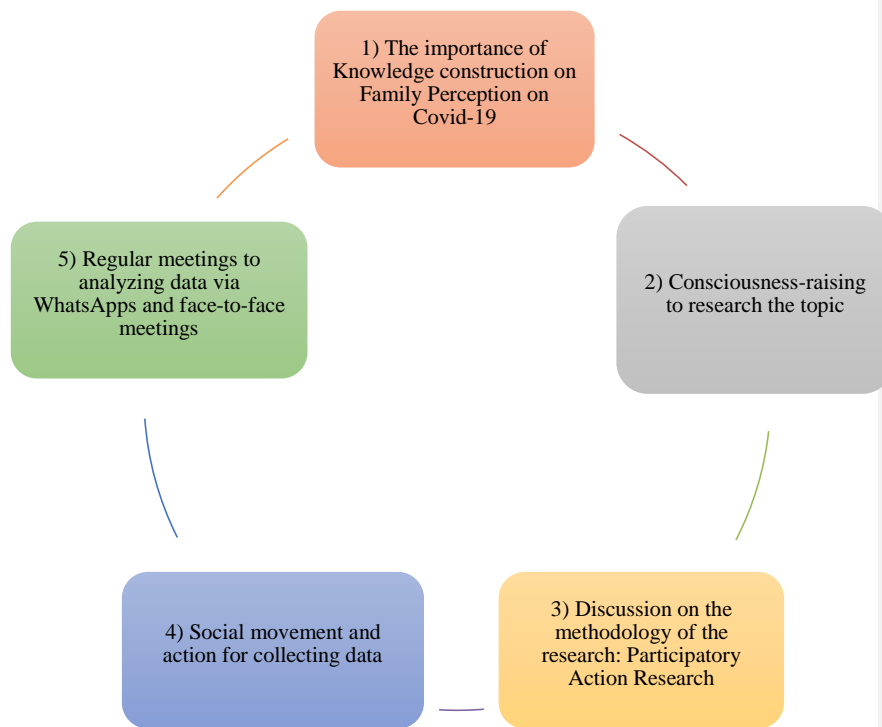 1) The importance of
Knowledge construction on
Family Perception on
Covid-19
2) Consciousness-raising
to research the topic
3) Discussion on the
methodology of the
research: Participatory
Action Research
4) Social movement and
action for collecting data
5) Regular meetings to
analyzing data via
WhatsApps and face-to-face
meetings